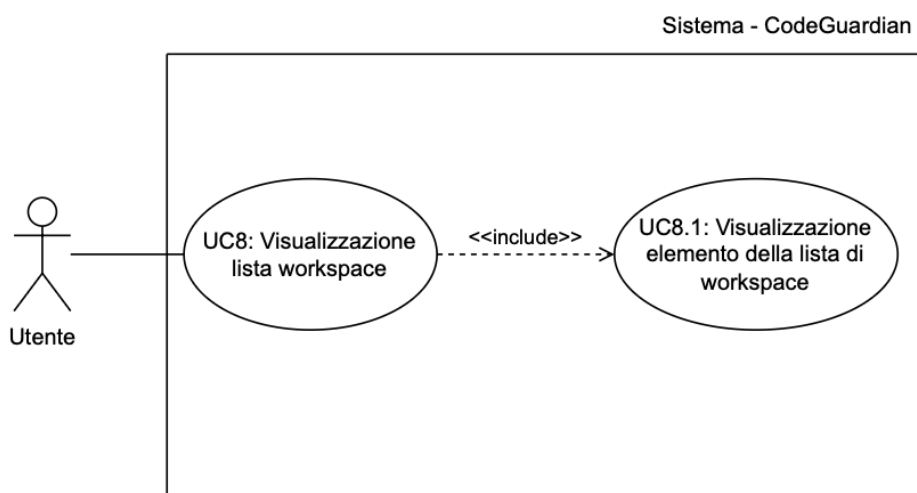 Sistema - CodeGuardian
UC8: Visualizzazione
lista workspace
<<include>>
UC8.1: Visualizzazione
elemento della lista di
workspace
Utente